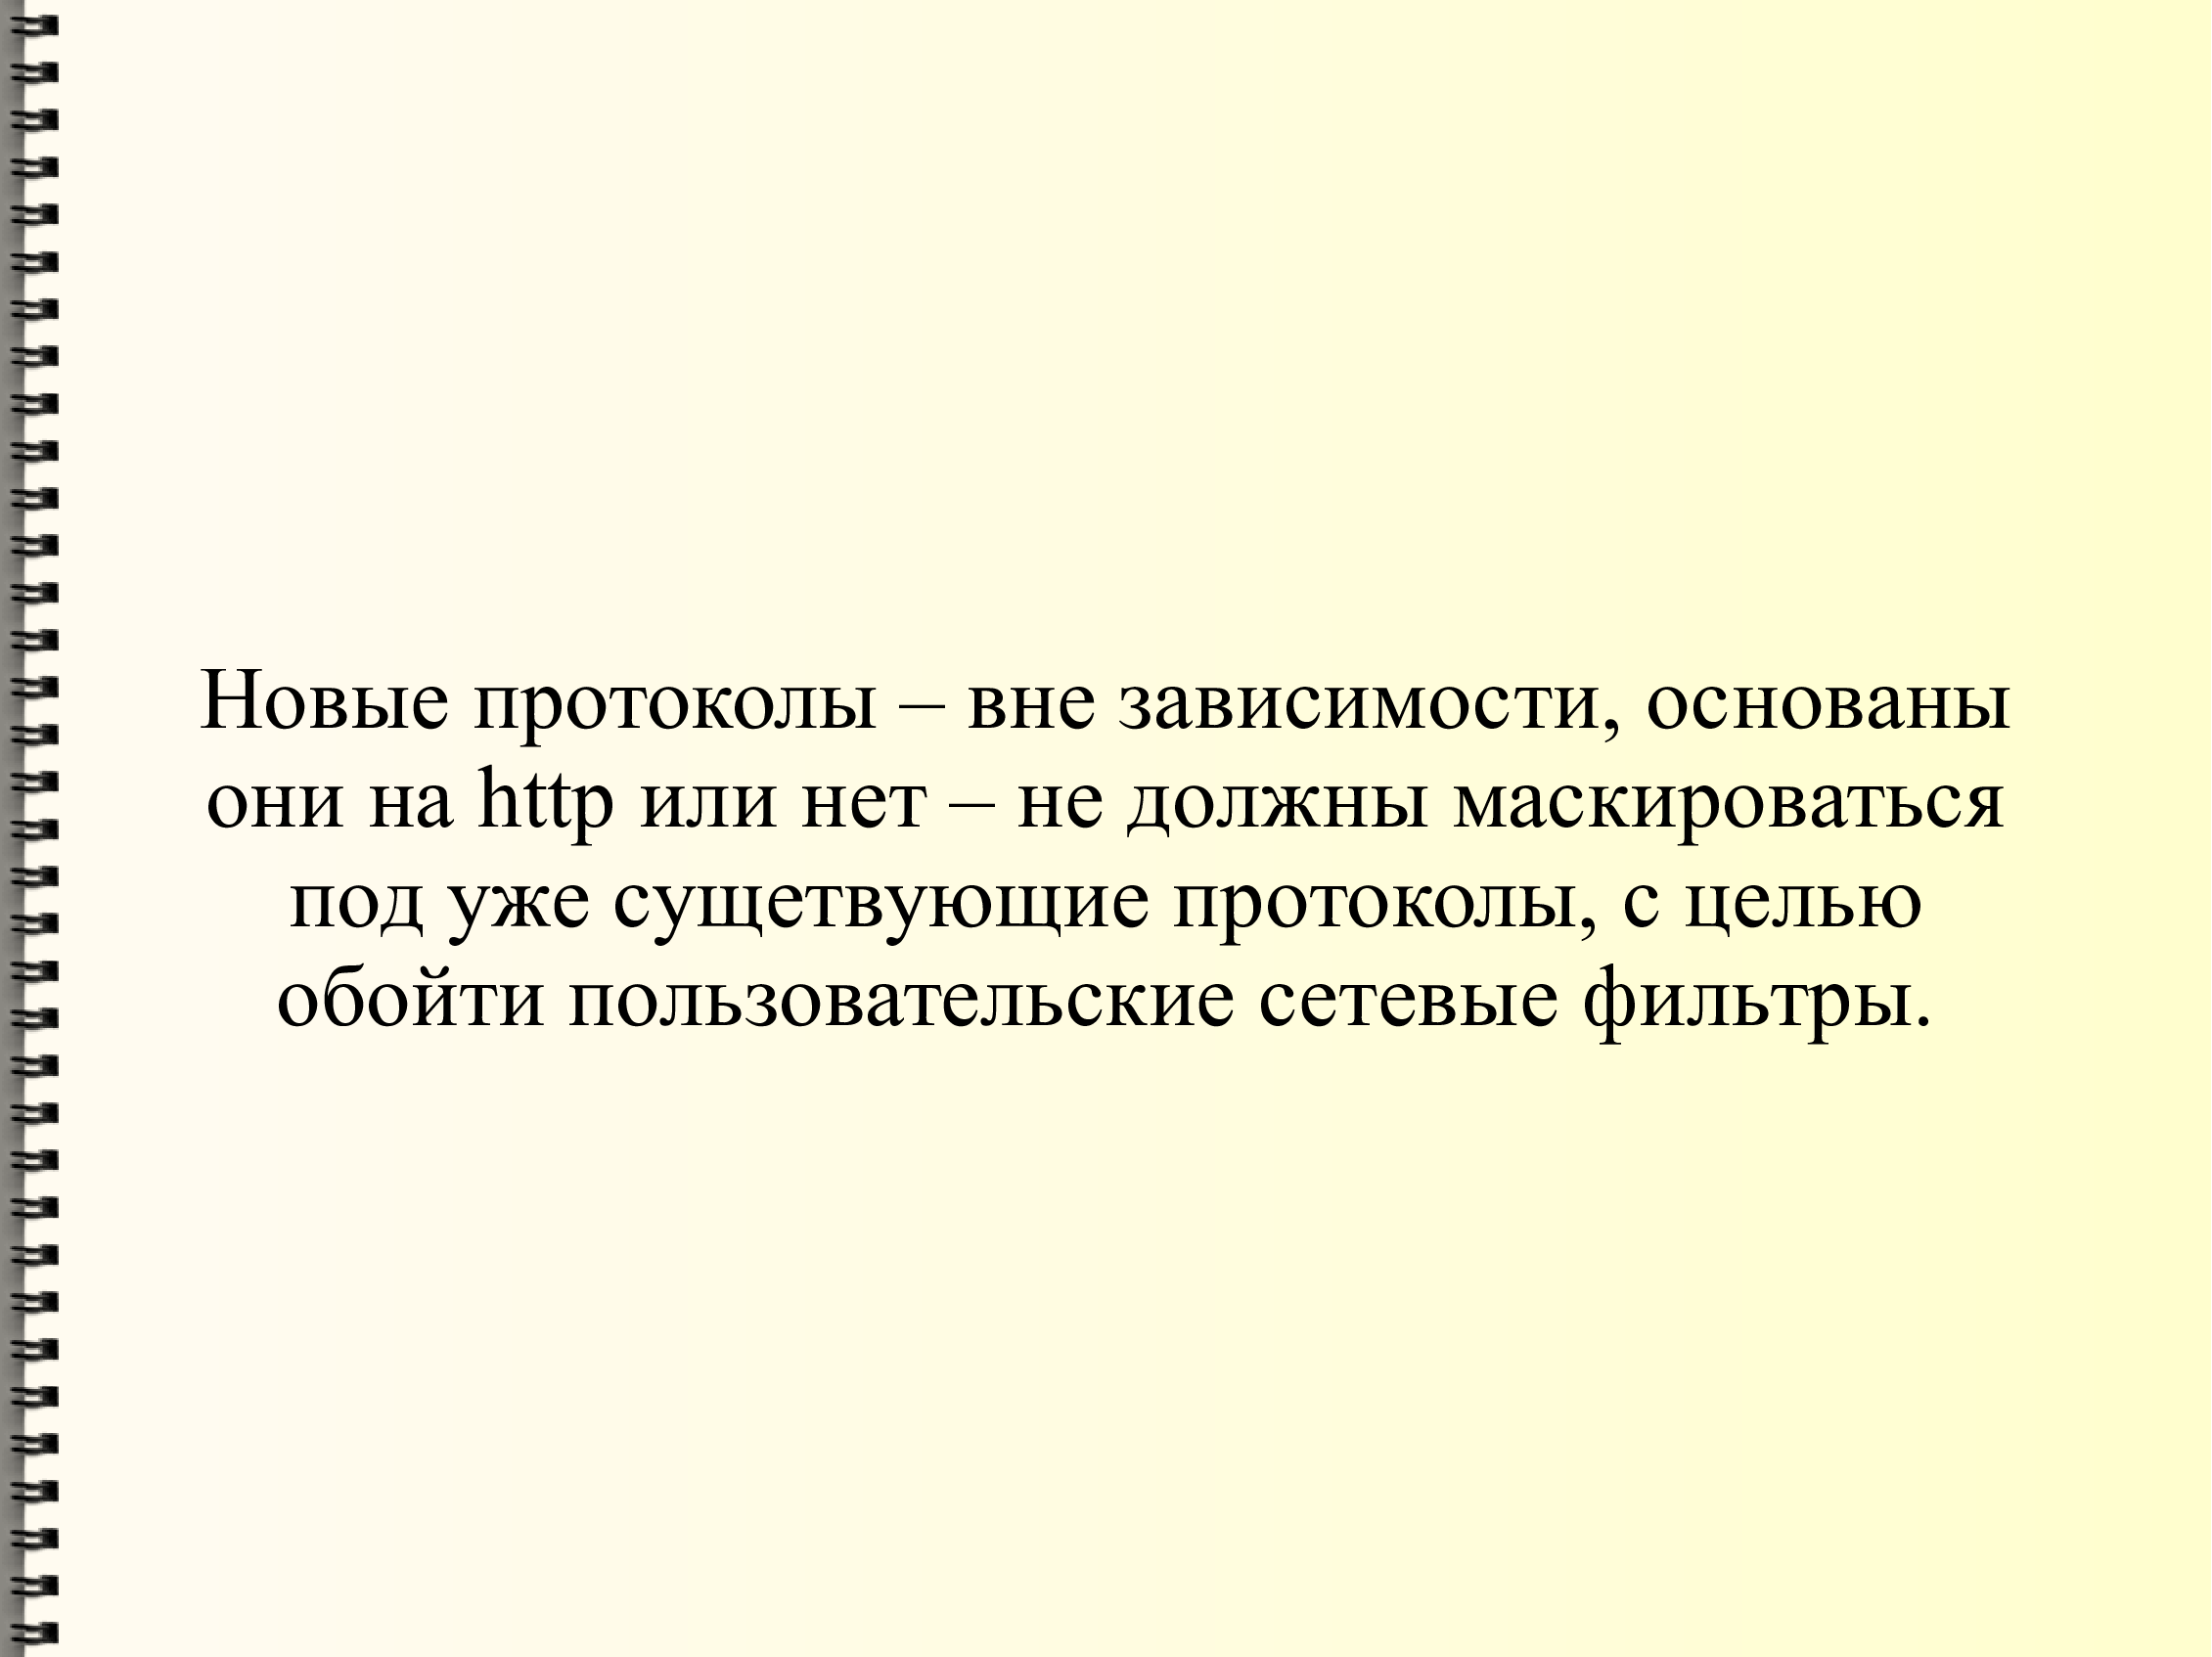 Новые протоколы – вне зависимости, основаны
они на http или нет – не должны маскироваться
под уже сущетвующие протоколы, с целью
обойти пользовательские сетевые фильтры.